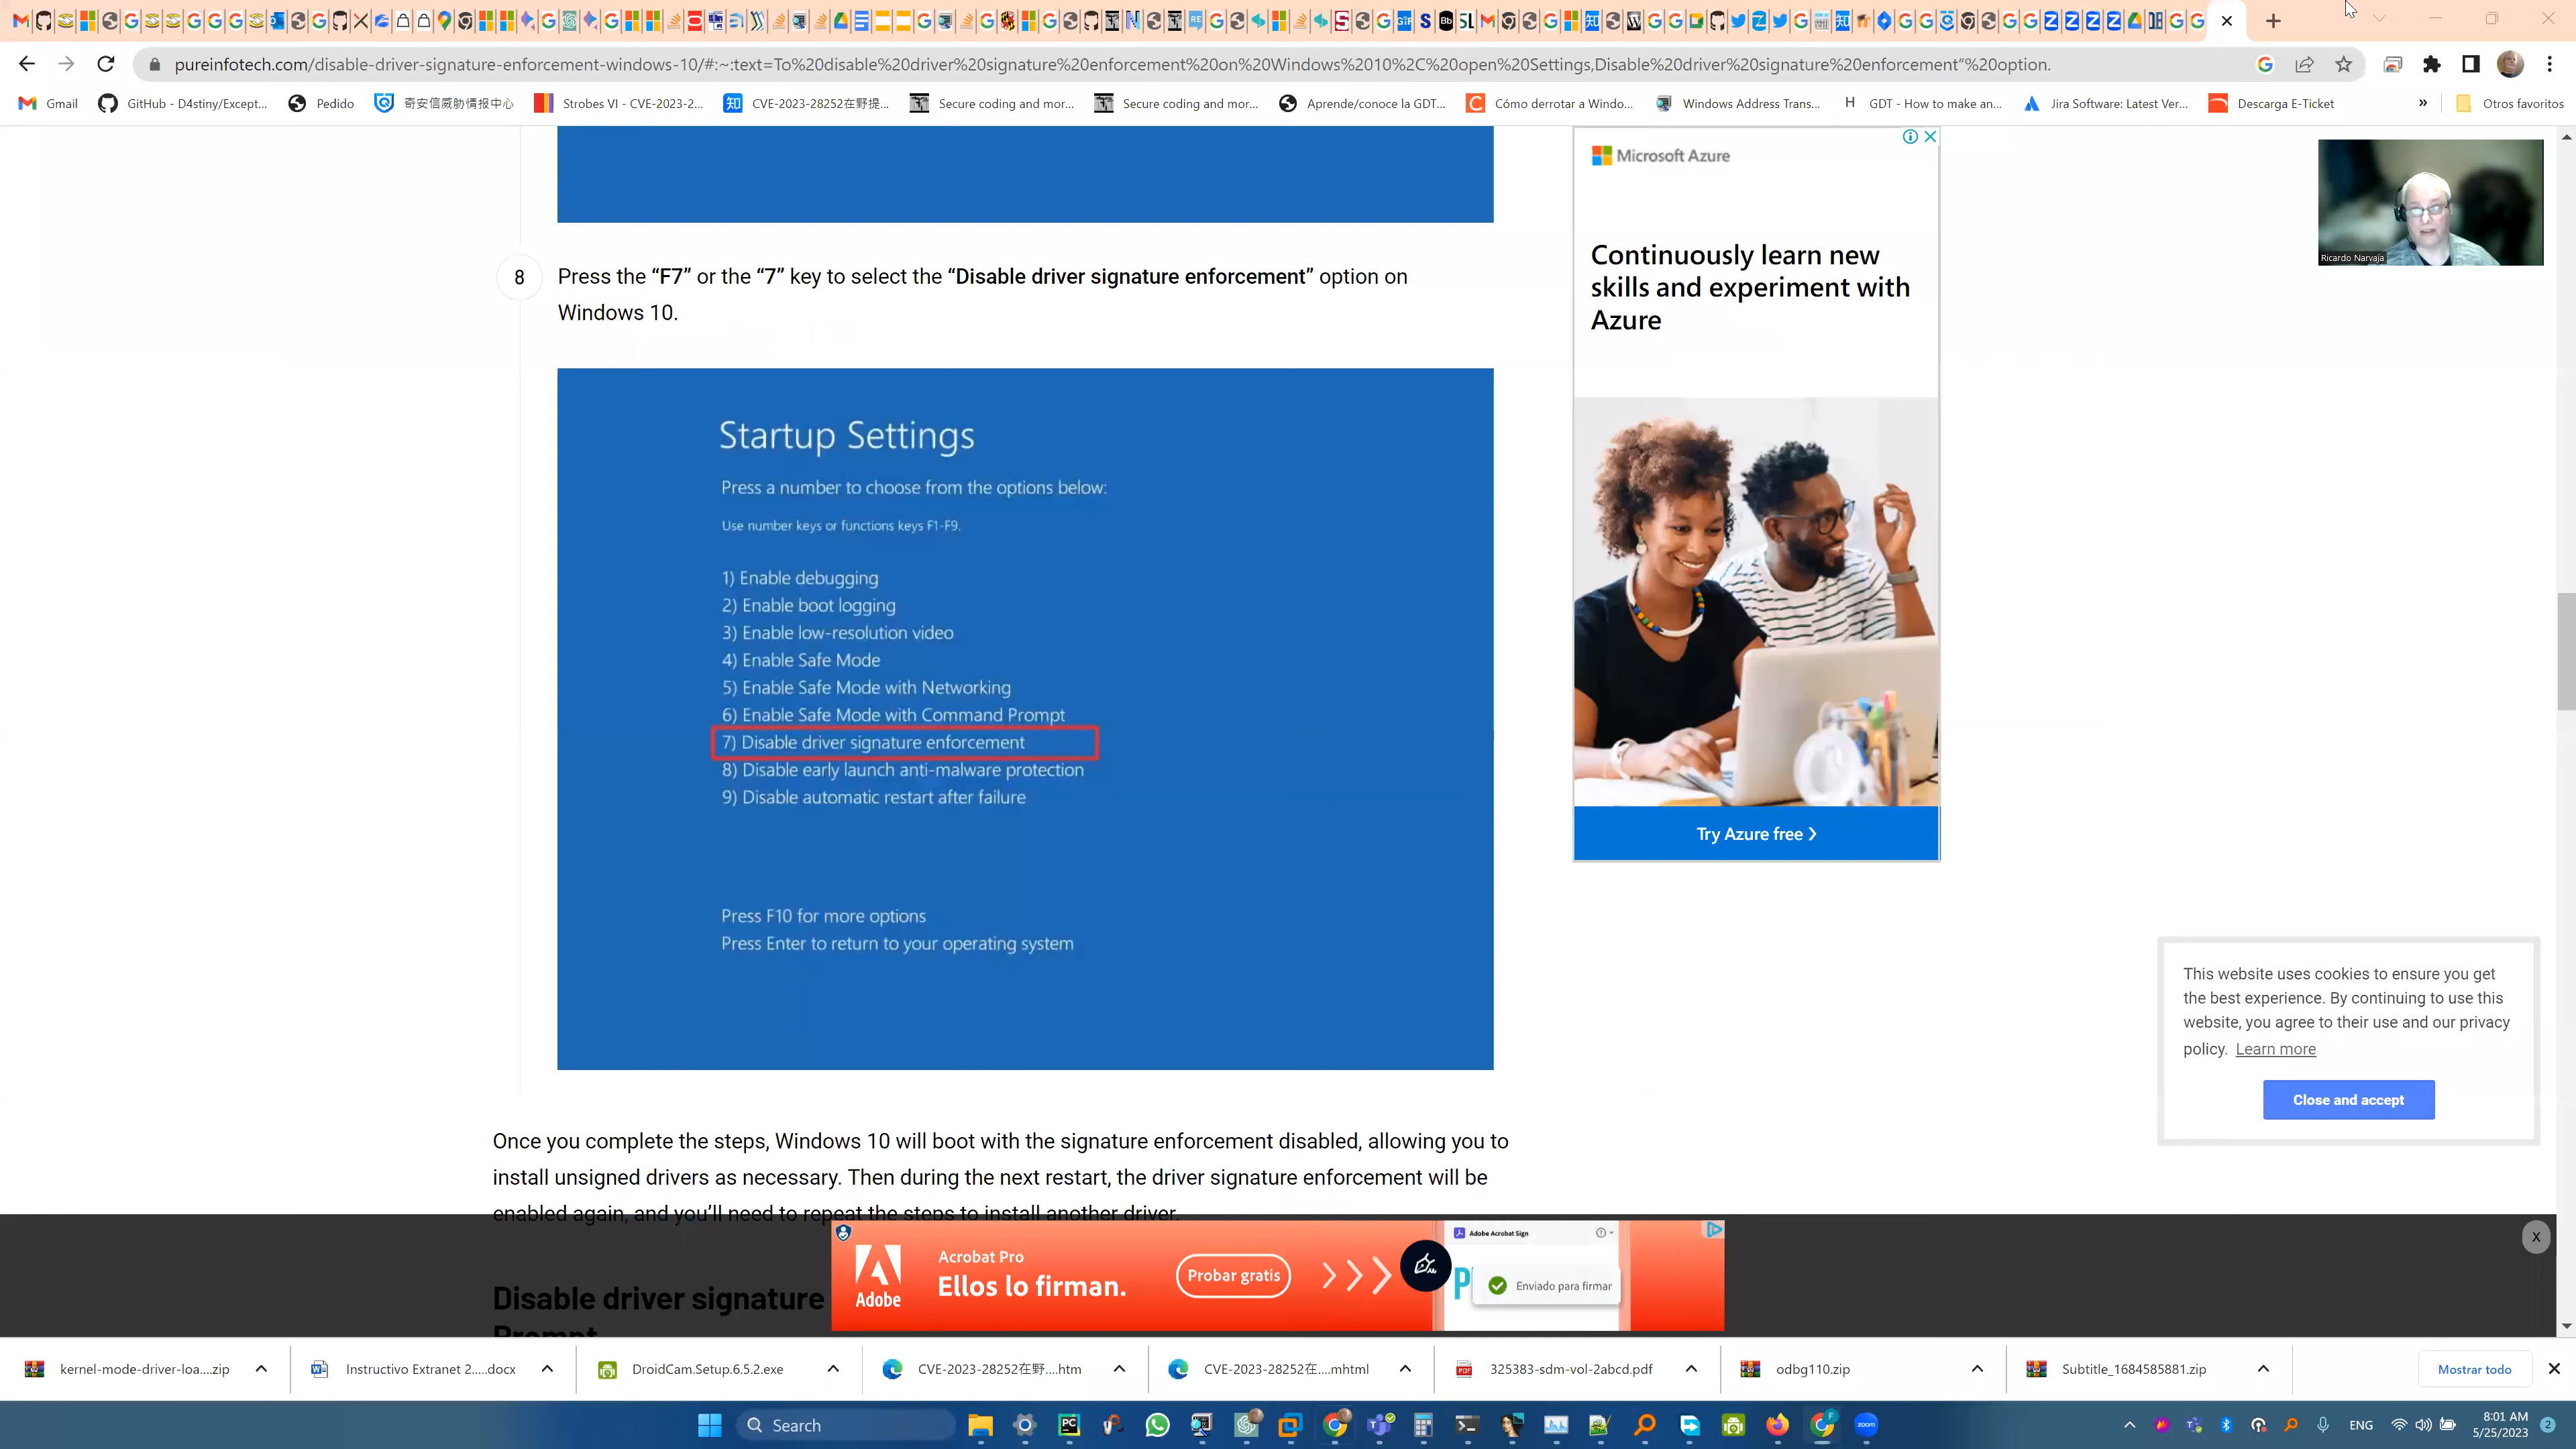 pureinfotech.com/disable-driver-signature-enforcement-windows-10/#:~:text=To%20disable%20driver%20signature%20enforcement%20on%20Windows%2010%2C%20open%20Settings,Disable%20driver%20signature%20enforcement”%20option.
Gmail
GitHub - D4stiny/Except...
Pedido
奇安信威胁情报中心
Strobes VI - CVE-2023-2...
CVE-2023-28252在野提...
Secure coding and mor...
Secure coding and mor...
Aprende/conoce la GDT...
Cómo derrotar a Windo...
Windows Address Trans...
GDT - How to make an...
Jira Software: Latest Ver...
Descarga E-Ticket
»
Otros favoritos
8
Press the “F7” or the “7” key to select the “Disable driver signature enforcement” option on
Windows 10.
Startup Settings
Press a number to choose from the options below:
Use number keys or functions keys F1-F9.
1) Enable debugging
2) Enable boot logging
3) Enable low-resolution video
4) Enable Safe Mode
5) Enable Safe Mode with Networking
6) Enable Safe Mode with Command Prompt
7) Disable driver signature enforcement
8) Disable early launch anti-malware protection
9) Disable automatic restart after failure
Press F10 for more options
Press Enter to return to your operating system
Once you complete the steps, Windows 10 will boot with the signature enforcement disabled, allowing you to
install unsigned drivers as necessary. Then during the next restart, the driver signature enforcement will be
enabled again, and you’ll need to repeat the steps to install another driver.
Disable driver signature
Microsoft Azure
Continuously learn new
skills and experiment with
Azure
Try Azure free
Ricardo Narvaja
This website uses cookies to ensure you get
the best experience. By continuing to use this
website, you agree to their use and our privacy
policy. Learn more
Close and accept
X
Adobe
Acrobat Pro
Ellos lo firman.
Probar gratis
Adobe Acrobat Sign
Enviado para firmar
kernel-mode-driver-loa....zip
Instructivo Extranet 2.....docx
DroidCam.Setup.6.5.2.exe
CVE-2023-28252在野....htm
CVE-2023-28252在....mhtml
325383-sdm-vol-2abcd.pdf
odbg110.zip
Subtitle_1684585881.zip
Mostrar todo
Search
zoom
ENG
8:01 AM
5/25/2023
2